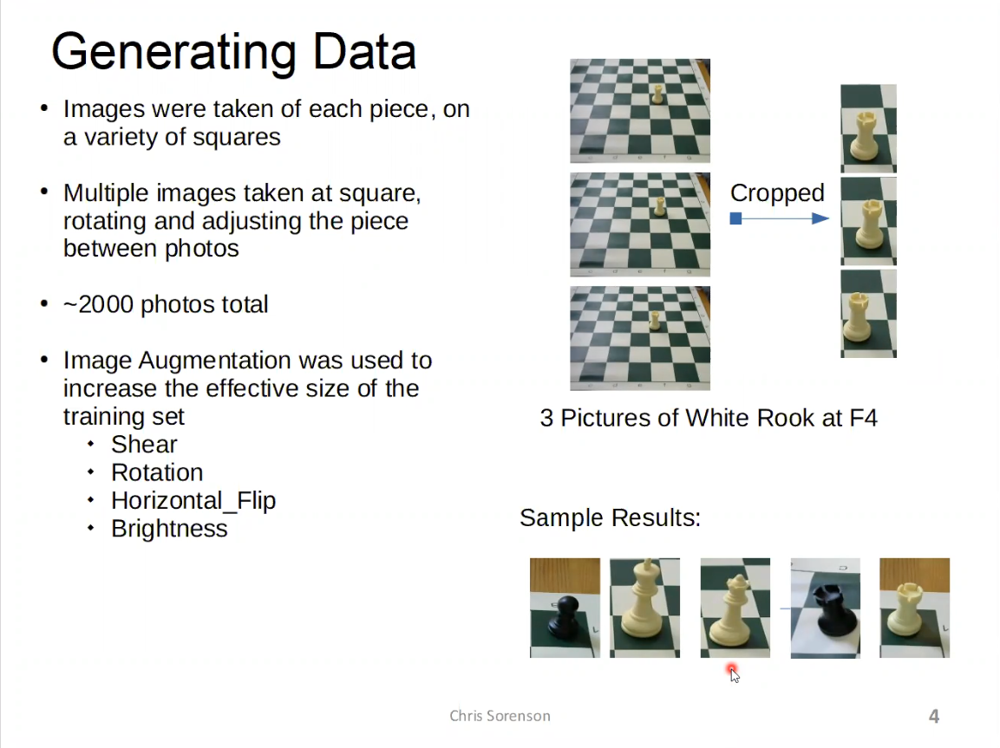 Generating Data
• Images were taken of each piece, on
a variety of squares
• Multiple images taken at square,
rotating and adjusting the piece
between photos
• ~2000 photos total
• Image Augmentation was used to
increase the effective size of the
training set
• Shear
• Rotation
• Horizontal_Flip
• Brightness
Cropped
3 Pictures of White Rook at F4
Sample Results:
Chris Sorenson
4